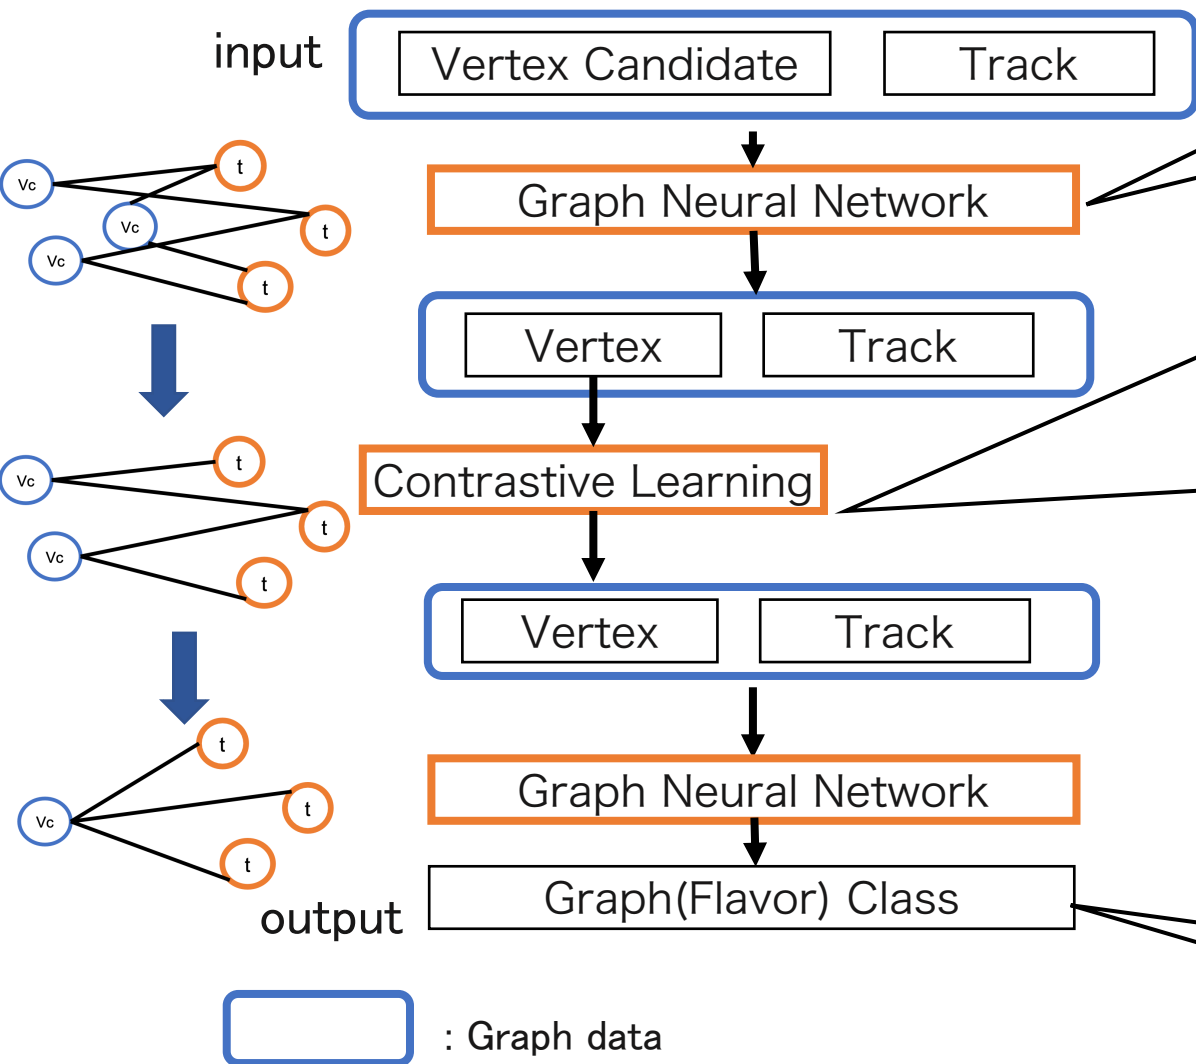 input
Vertex Candidate Track
Graph Neural Network
Vc t
Vc t
Vc t
Vertex Track
Contrastive Learning
Vc t
t
Vc t
Vertex Track
Graph Neural Network
t
Vc t
t
Graph(Flavor) Class
output
: Graph data